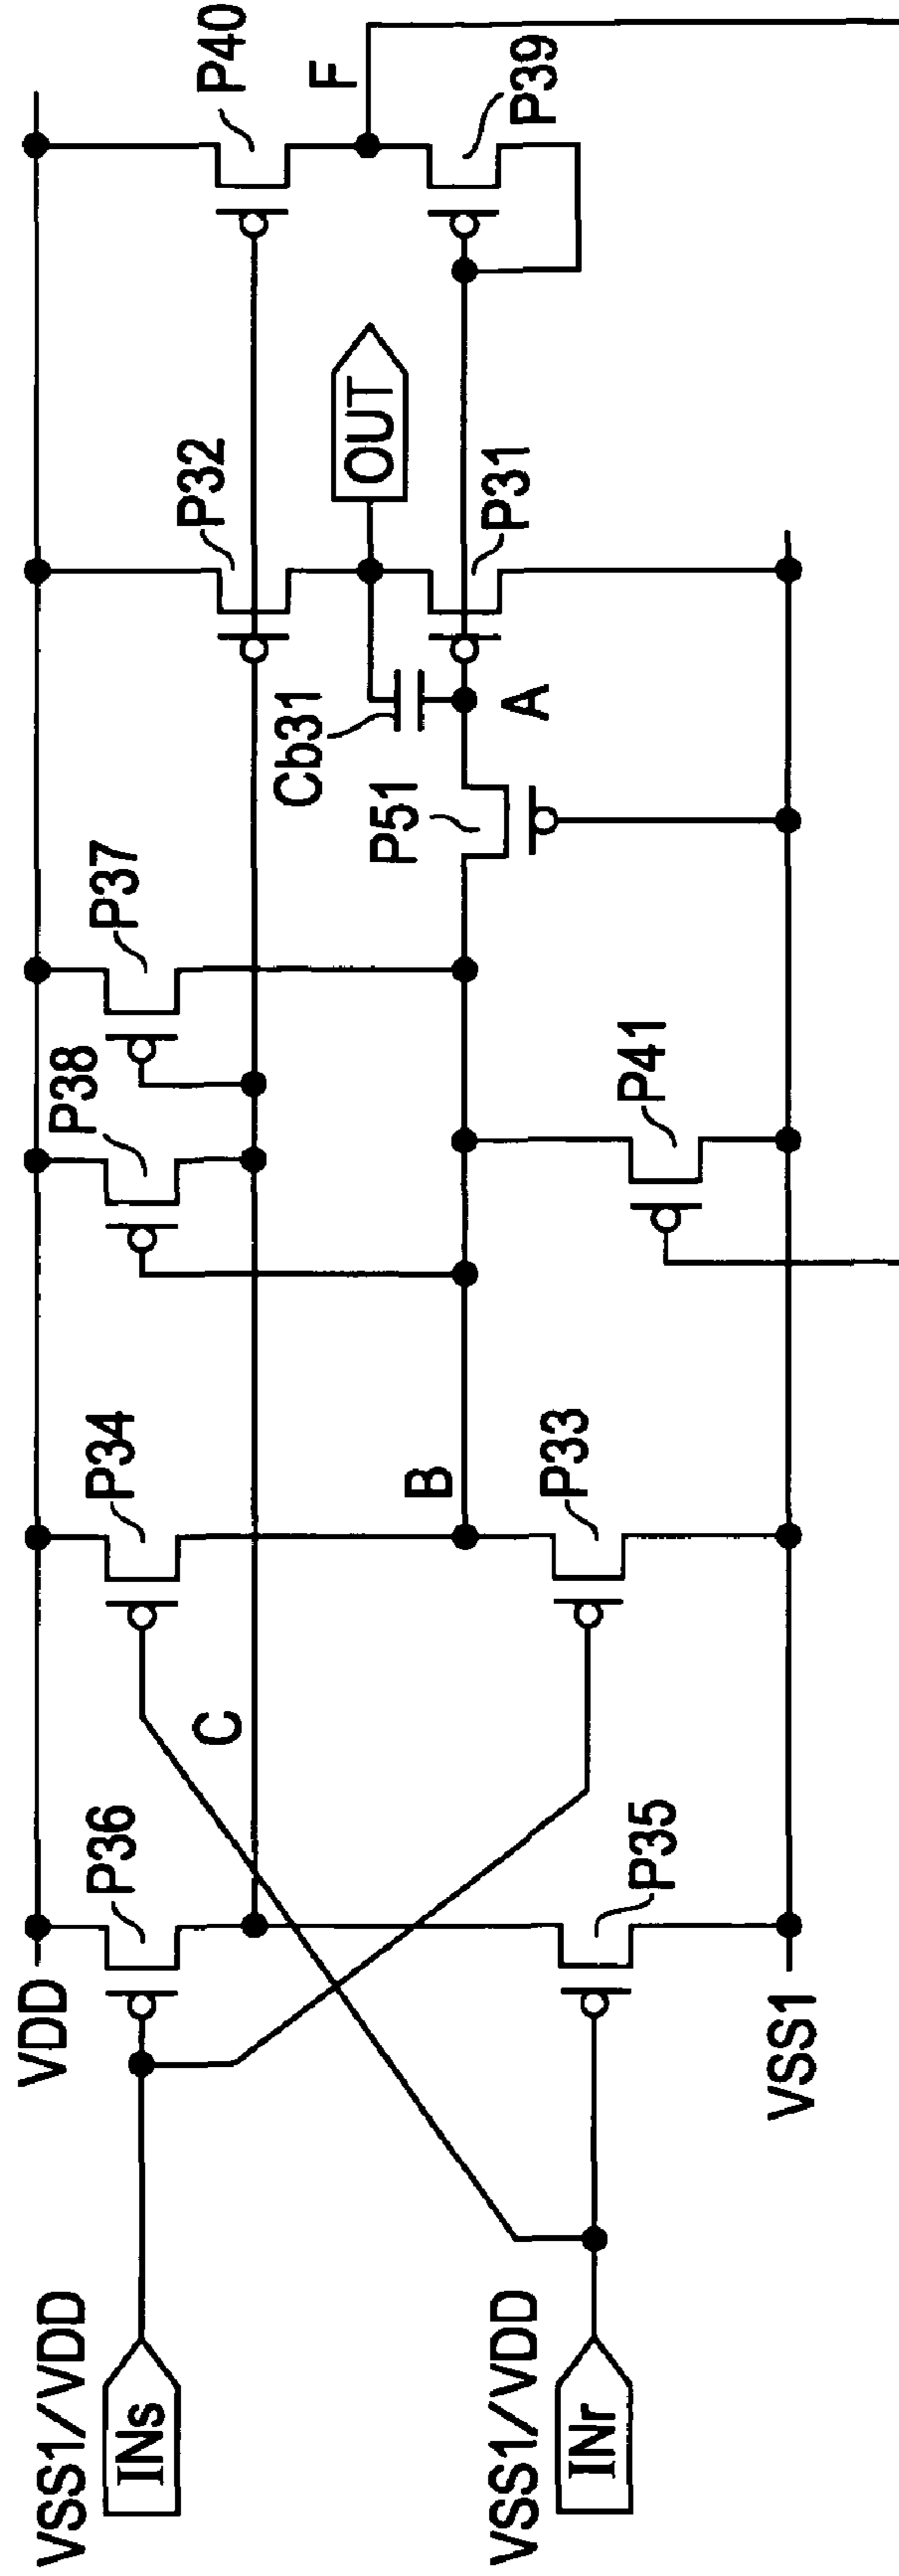 VDD
P36
P34
P38
P37
P32
P40
C
Cb31
OUT
F
P39
B
P51
A
P31
P33
P41
P35
VSS1
VSS1/VDD
INs
VSS1/VDD
INr